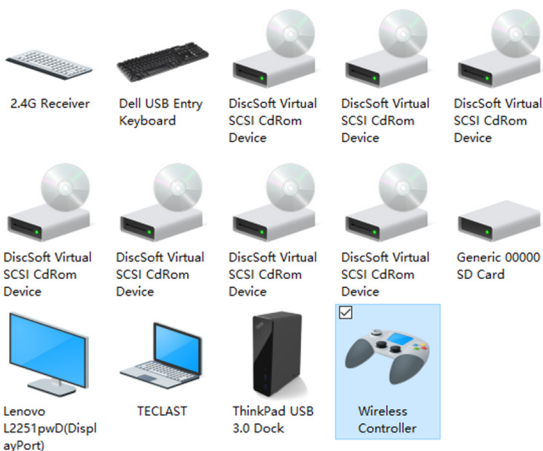 2.4G Receiver
Dell USB Entry
Keyboard
DiscSoft Virtual
SCSI CdRom
Device
DiscSoft Virtual
SCSI CdRom
Device
DiscSoft Virtual
SCSI CdRom
Device
DiscSoft Virtual
SCSI CdRom
Device
DiscSoft Virtual
SCSI CdRom
Device
DiscSoft Virtual
SCSI CdRom
Device
DiscSoft Virtual
SCSI CdRom
Device
Generic 00000
SD Card
Lenovo
L2251pwD(Displ
ayPort)
TECLAST
ThinkPad USB
3.0 Dock
Wireless
Controller